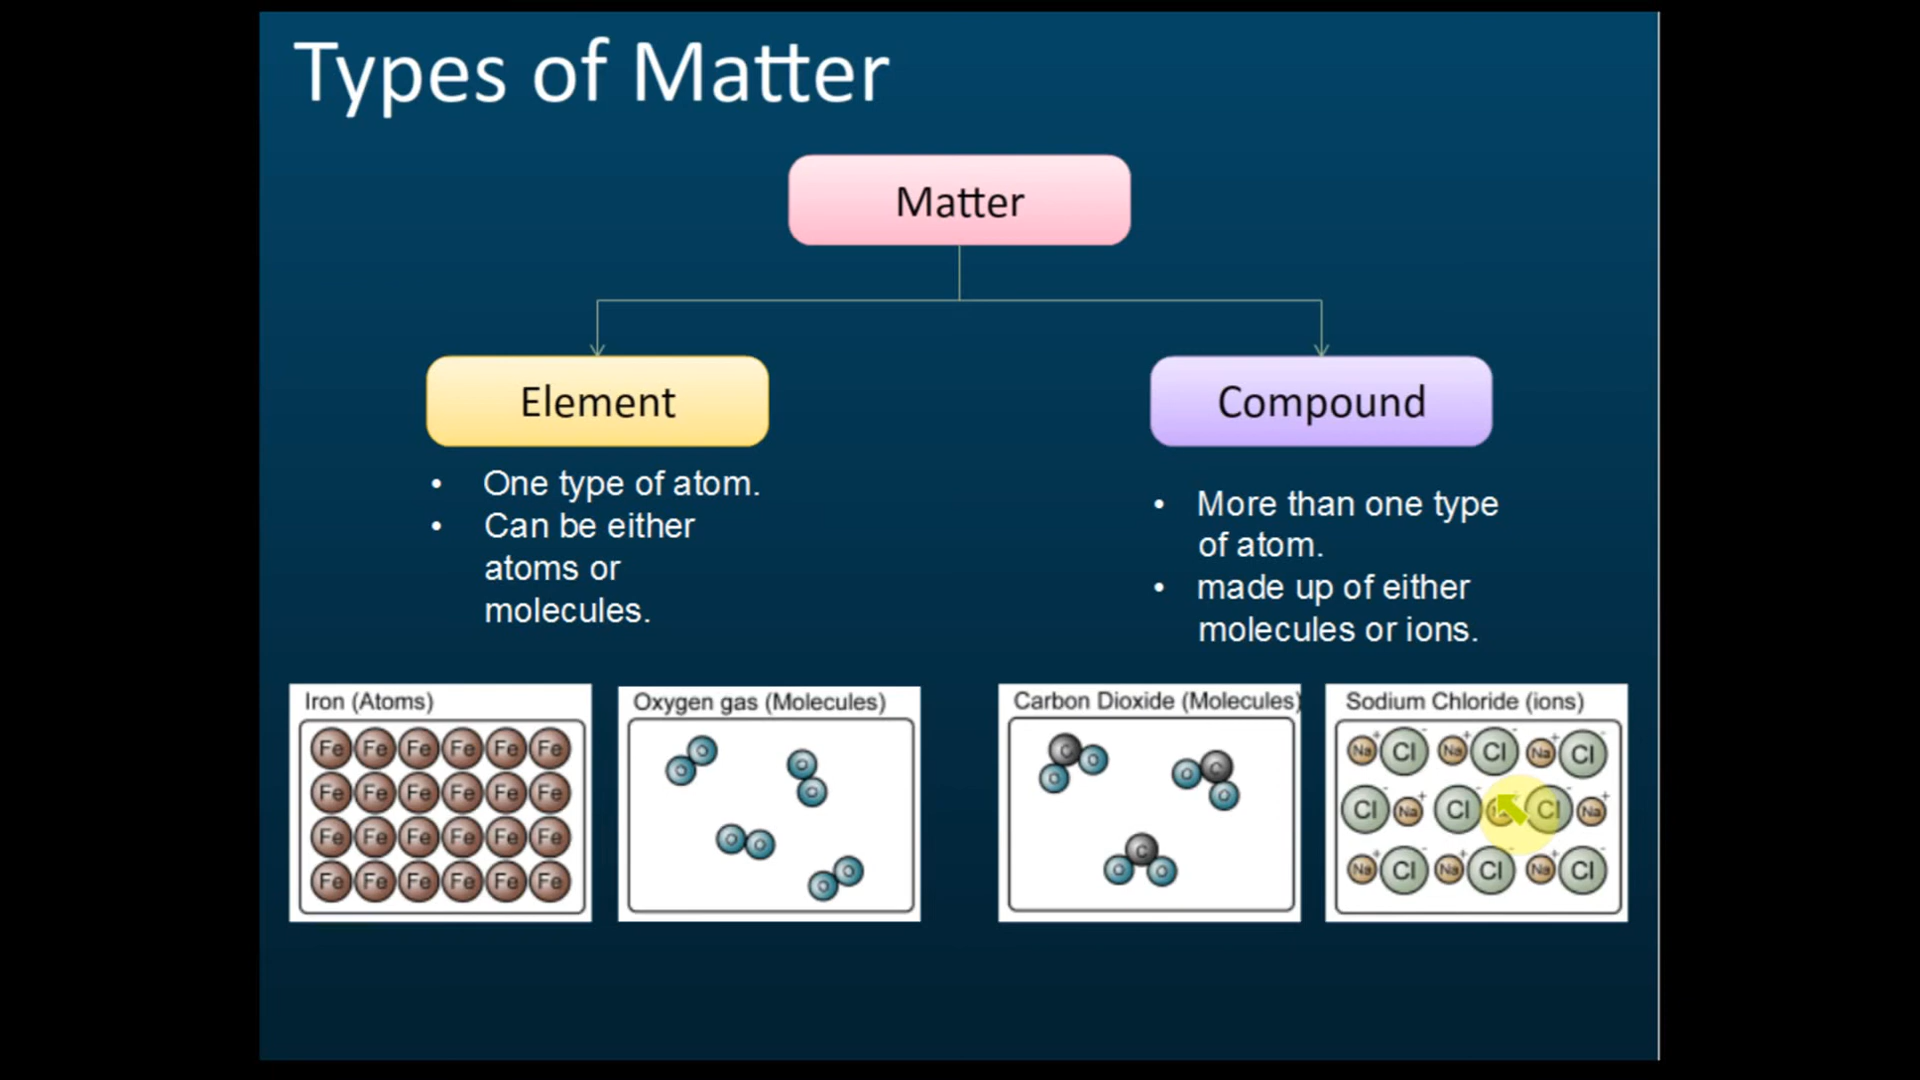 Types of Matter
Matter
Element
Compound
• One type of atom.
• Can be either
atoms or
molecules.
• More than one type
of atom.
• made up of either
molecules or ions.
Iron (Atoms)
Fe Fe Fe Fe Fe Fe
Fe Fe Fe Fe Fe Fe
Fe Fe Fe Fe Fe Fe
Fe Fe Fe Fe Fe Fe
Oxygen gas (Molecules)
O O O O
O O
O O
Carbon Dioxide (Molecules)
C O O
O C O
C O O
Sodium Chloride (ions)
Na+ Cl- Na+ Cl- Na+ Cl-
Cl- Na+ Cl- Cl- Na+
Na+ Cl- Na+ Cl- Na+ Cl-